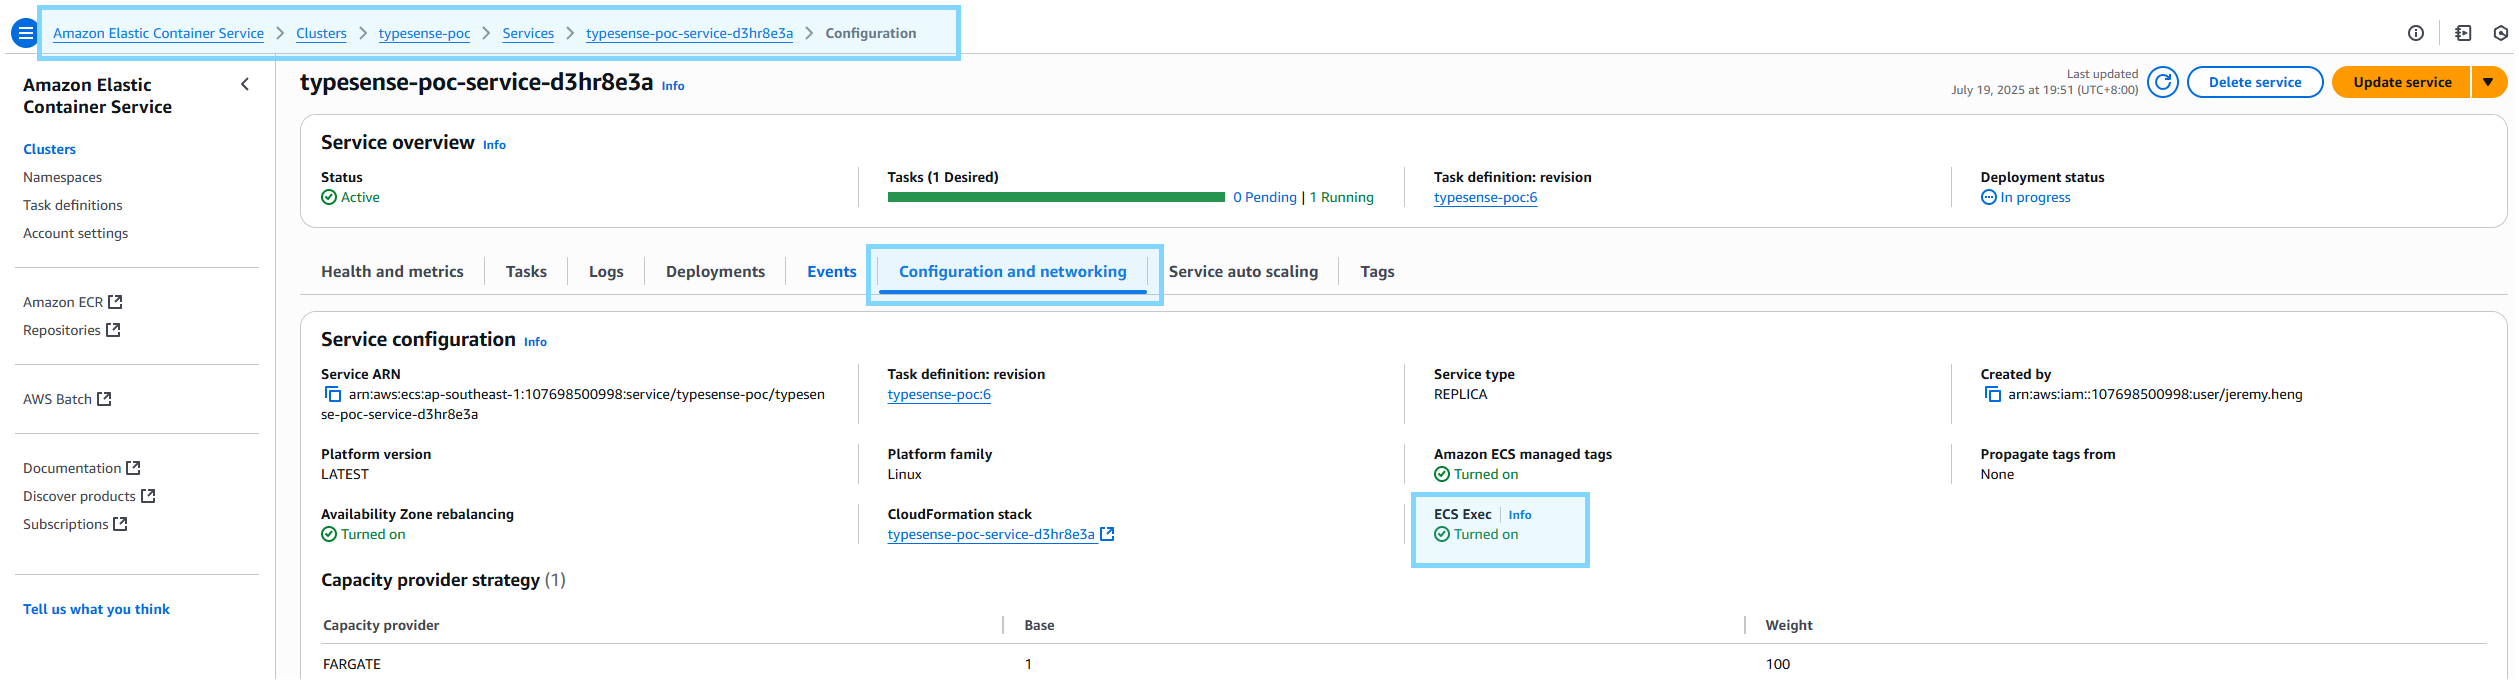 Amazon Elastic Container Service > Clusters > typesense-poc > Services > typesense-poc-service-d3hr8e3a > Configuration
Amazon Elastic
Container Service
Clusters
Namespaces
Task definitions
Account settings
Amazon ECR
Repositories
AWS Batch
Documentation
Discover products
Subscriptions
Tell us what you think
typesense-poc-service-d3hr8e3a Info
Last updated
July 19, 2025 at 19:51 (UTC+8:00)
Delete service
Update service
Service overview Info
Status
Active
Tasks (1 Desired)
0 Pending | 1 Running
Task definition: revision
typesense-poc:6
Deployment status
In progress
Health and metrics
Tasks
Logs
Deployments
Events
Configuration and networking
Service auto scaling
Tags
Service configuration Info
Service ARN
arn:aws:ecs:ap-southeast-1:107698500998:service/typesense-poc/typesen
se-poc-service-d3hr8e3a
Task definition: revision
typesense-poc:6
Service type
REPLICA
Created by
arn:aws:iam::107698500998:user/jeremy.heng
Platform version
LATEST
Platform family
Linux
Amazon ECS managed tags
Turned on
Propagate tags from
None
Availability Zone rebalancing
Turned on
CloudFormation stack
typesense-poc-service-d3hr8e3a
ECS Exec Info
Turned on
Capacity provider strategy (1)
Capacity provider
Base
Weight
FARGATE
1
100